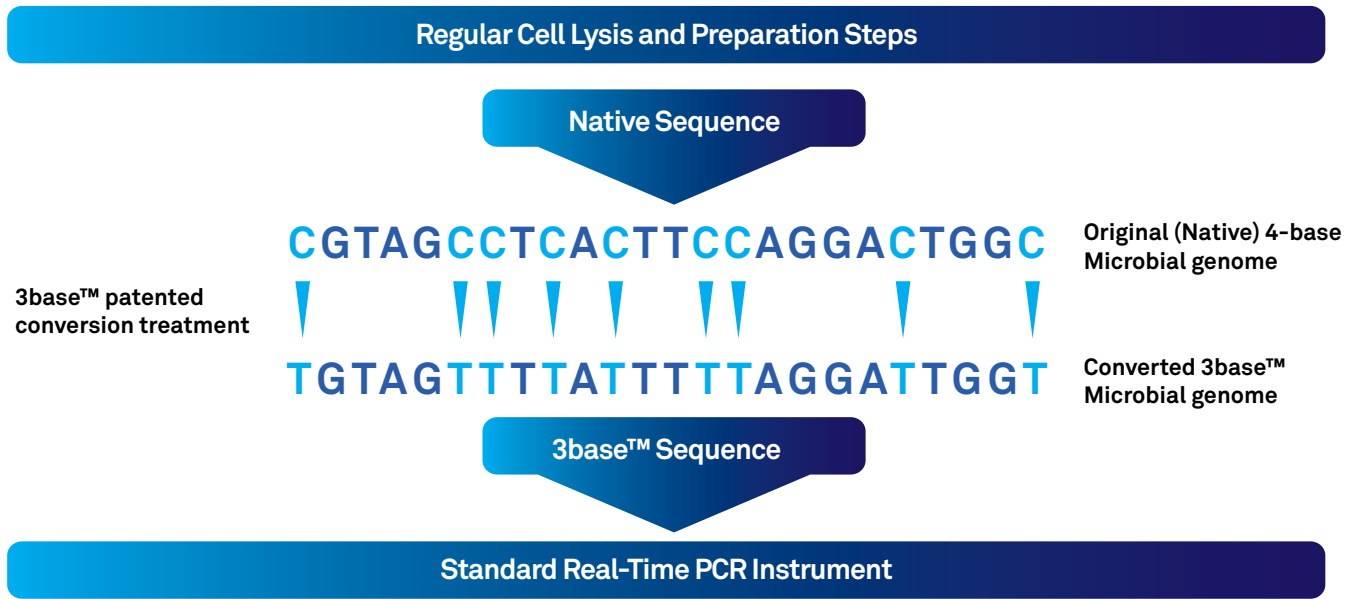 Regular Cell Lysis and Preparation Steps
Native Sequence
CGTAGCCTCACTTCCAGGACTGGC
Original (Native) 4-base
Microbial genome
3base™ patented
conversion treatment
TGTAGTTTTATTTTTAGGATTGGT
Converted 3base™
Microbial genome
3base™ Sequence
Standard Real-Time PCR Instrument